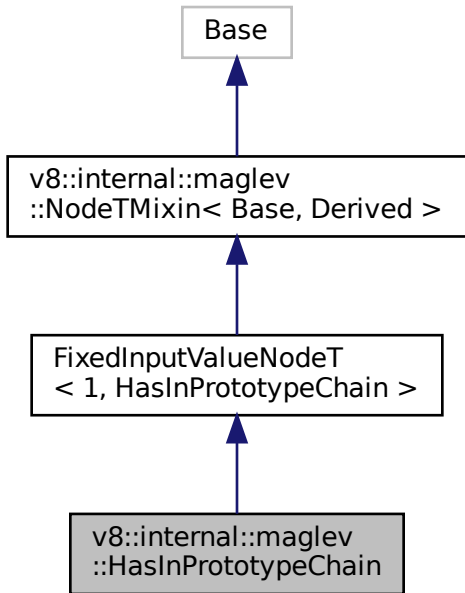 Base
v8::internal::maglev
::NodeTMixin< Base, Derived >
FixedInputValueNodeT
< 1, HasInPrototypeChain >
v8::internal::maglev
::HasInPrototypeChain